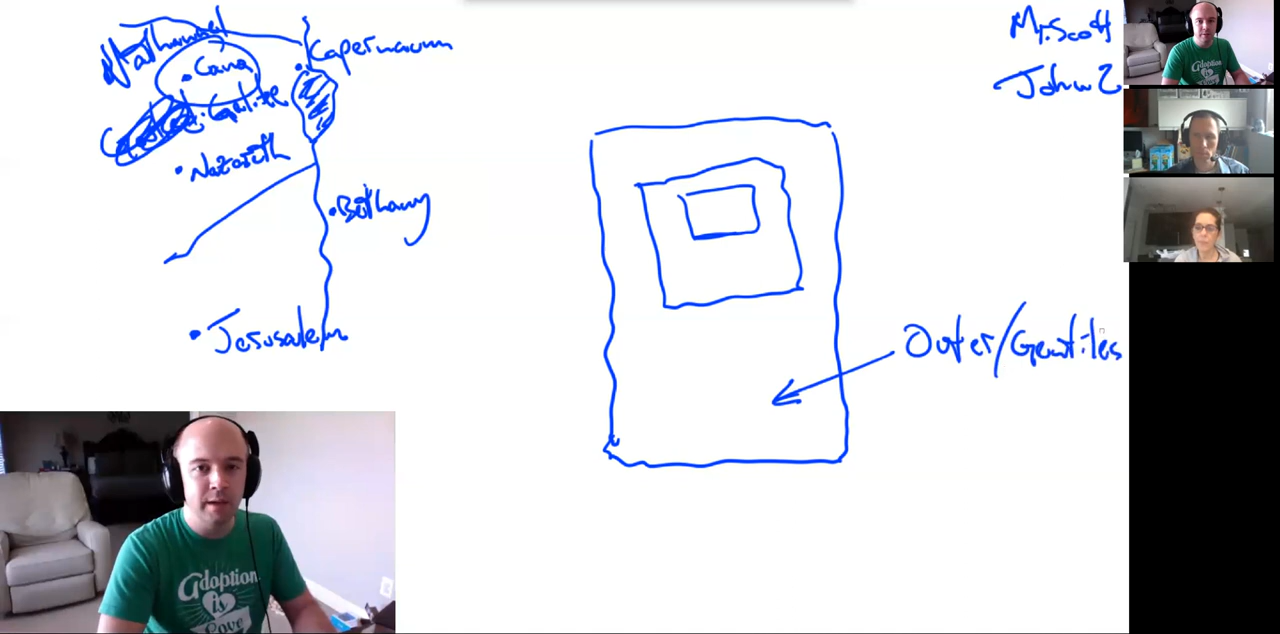 Nathanael
Capernaum
Cana
Galilee
Nazareth
Bethany
Jerusalem
Mr. Scott
John 2
Outer/Gentiles
Adoption
is
Love